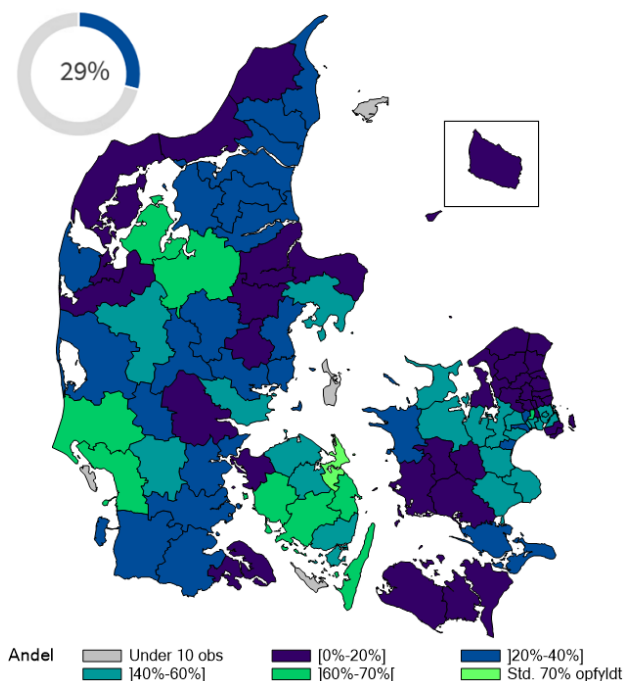 29%
Andel
Under 10 obs
[0%-20%]
]20%-40%]
]40%-60%]
]60%-70%[
Std. 70% opfyldt